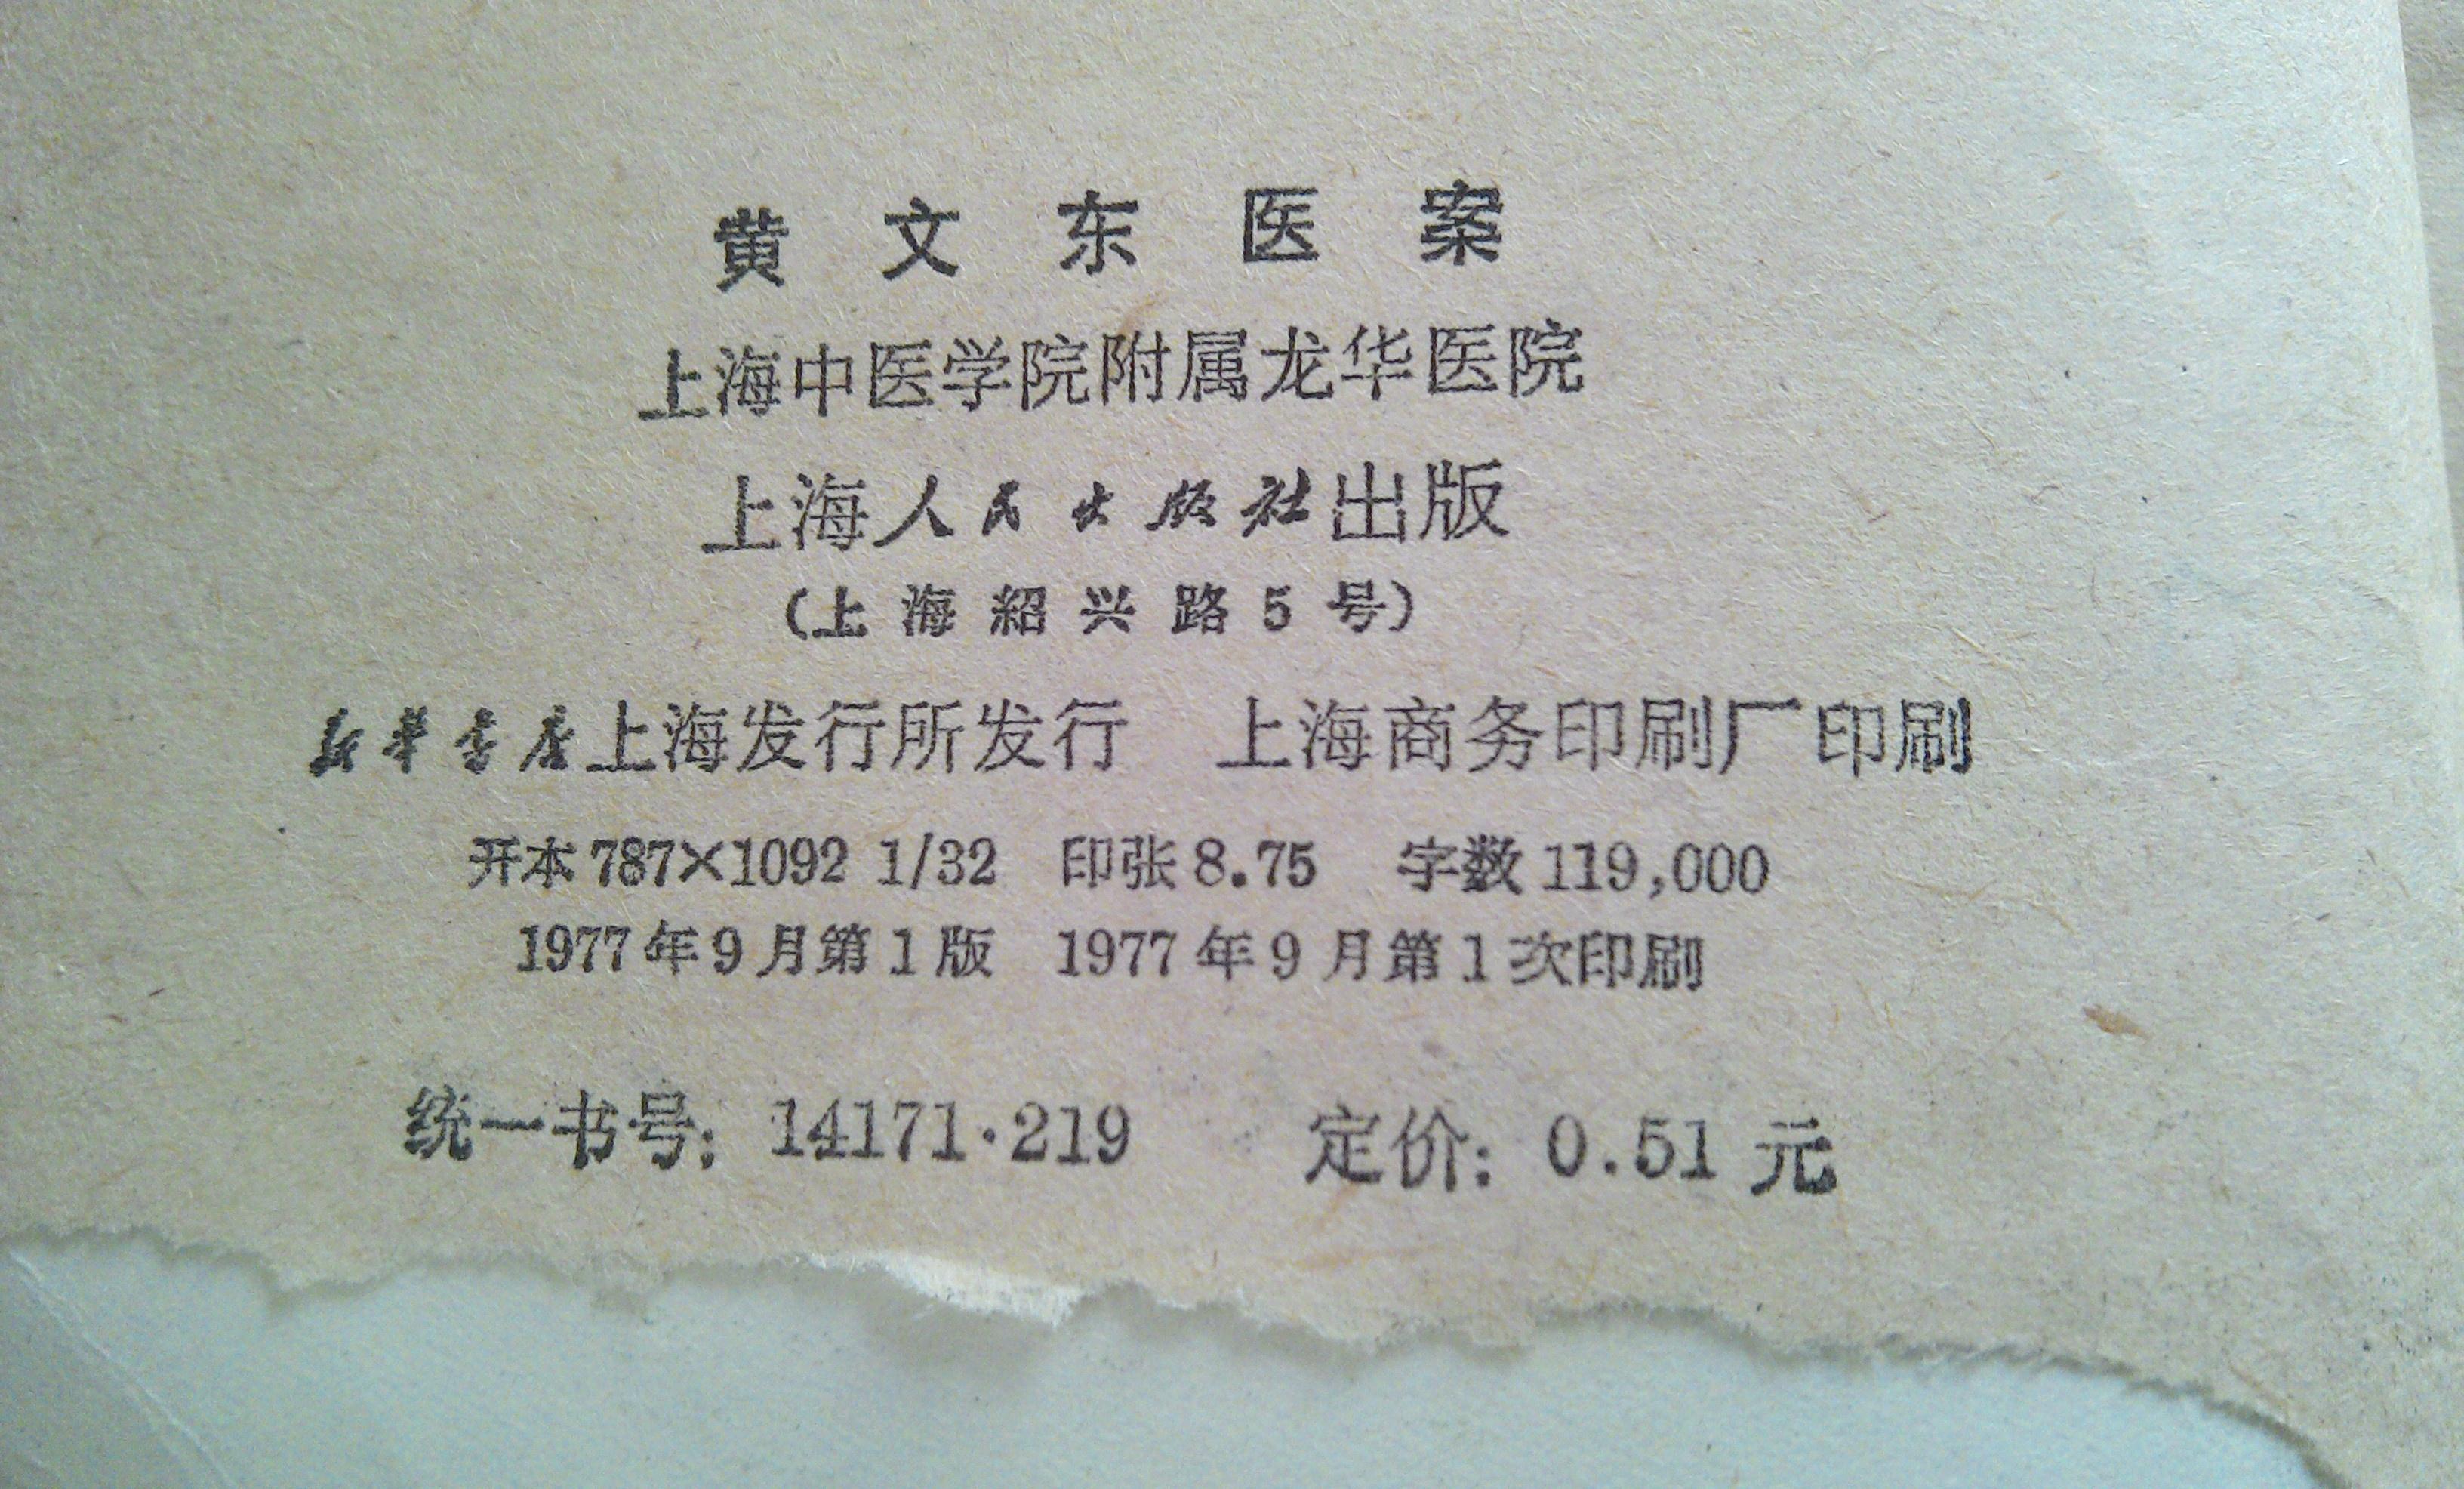 黄文东医案
上海中医学院附属龙华医院
上海人民出版社出版
(上海紹兴路5号)
新华书店上海发行所发行 上海商务印刷厂印刷
开本787×1092 1/32 印张8.75 字数119,000
1977年9月第1版 1977年9月第1次印刷
统一书号: 14171·219 定价: 0.51元